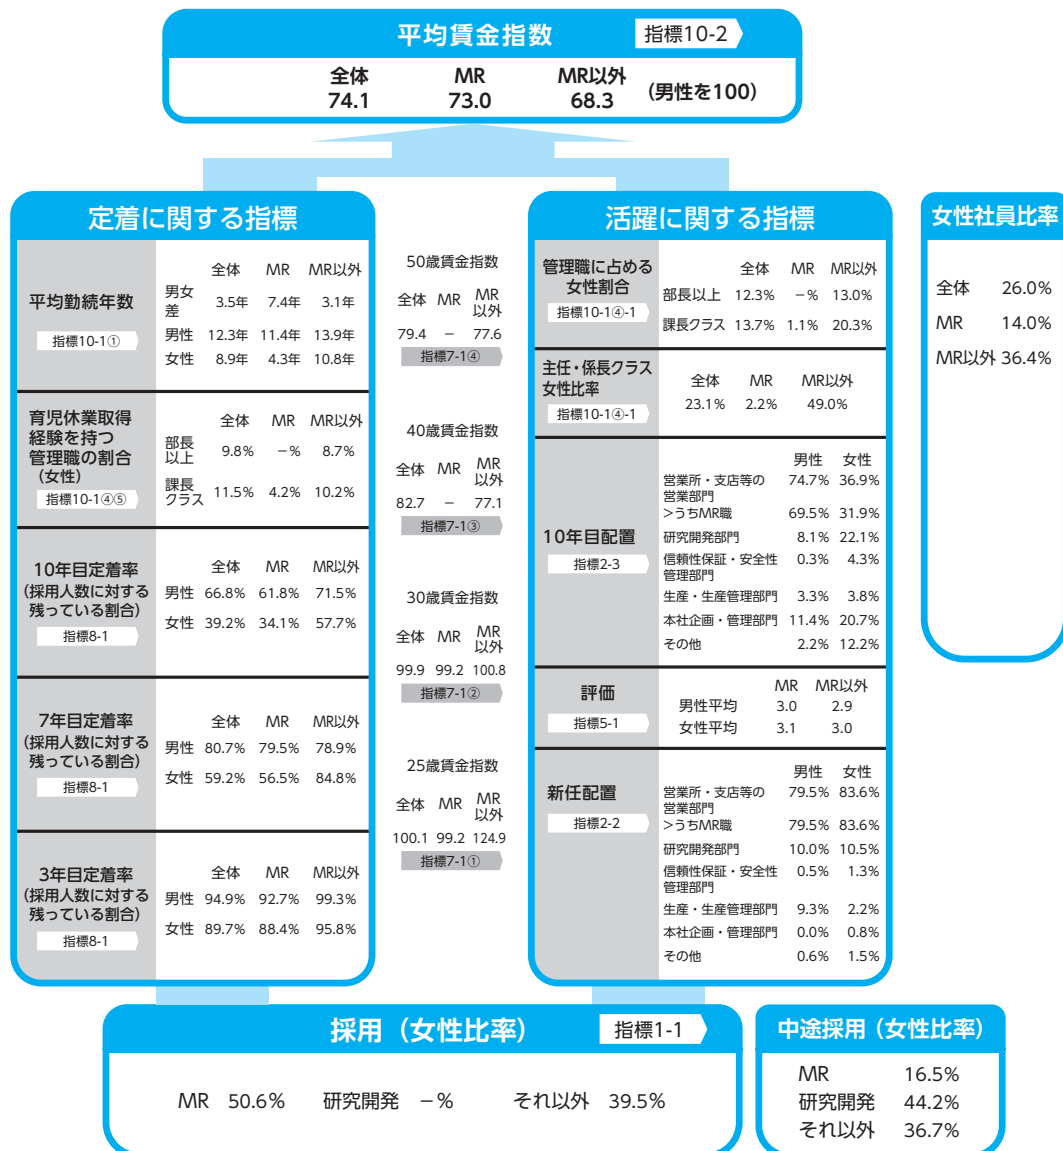 平均賃金指数 指標10-2
全体 MR MR以外 (男性を100)
74.1 73.0 68.3
定着に関する指標
平均勤続年数
指標10-1①
全体 MR MR以外
男女差 3.5年 7.4年 3.1年
男性 12.3年 11.4年 13.9年
女性 8.9年 4.3年 10.8年
育児休業取得
経験を持つ
管理職の割合
(女性)
指標10-1④⑤
全体 MR MR以外
部長以上 9.8% −% 8.7%
課長クラス 11.5% 4.2% 10.2%
10年目定着率
(採用人数に対する
残っている割合)
指標8-1
全体 MR MR以外
男性 66.8% 61.8% 71.5%
女性 39.2% 34.1% 57.7%
7年目定着率
(採用人数に対する
残っている割合)
指標8-1
全体 MR MR以外
男性 80.7% 79.5% 78.9%
女性 59.2% 56.5% 84.8%
3年目定着率
(採用人数に対する
残っている割合)
指標8-1
全体 MR MR以外
男性 94.9% 92.7% 99.3%
女性 89.7% 88.4% 95.8%
50歳賃金指数
全体 MR MR以外
79.4 − 77.6
指標7-1④
40歳賃金指数
全体 MR MR以外
82.7 − 77.1
指標7-1③
30歳賃金指数
全体 MR MR以外
99.9 99.2 100.8
指標7-1②
25歳賃金指数
全体 MR MR以外
100.1 99.2 124.9
指標7-1①
活躍に関する指標
管理職に占める
女性割合
指標10-1④-1
全体 MR MR以外
部長以上 12.3% −% 13.0%
課長クラス 13.7% 1.1% 20.3%
主任・係長クラス
女性比率
指標10-1④-1
全体 MR MR以外
23.1% 2.2% 49.0%
10年目配置
指標2-3
男性 女性
営業所・支店等の 74.7% 36.9%
営業部門
>うちMR職 69.5% 31.9%
研究開発部門 8.1% 22.1%
信頼性保証・安全性 0.3% 4.3%
管理部門
生産・生産管理部門 3.3% 3.8%
本社企画・管理部門 11.4% 20.7%
その他 2.2% 12.2%
評価
指標5-1
MR MR以外
男性平均 3.0 2.9
女性平均 3.1 3.0
新任配置
指標2-2
男性 女性
営業所・支店等の 79.5% 83.6%
営業部門
>うちMR職 79.5% 83.6%
研究開発部門 10.0% 10.5%
信頼性保証・安全性 0.5% 1.3%
管理部門
生産・生産管理部門 9.3% 2.2%
本社企画・管理部門 0.0% 0.8%
その他 0.6% 1.5%
女性社員比率
全体 26.0%
MR 14.0%
MR以外 36.4%
採用（女性比率） 指標1-1
MR 50.6% 研究開発 −% それ以外 39.5%
中途採用（女性比率）
MR 16.5%
研究開発 44.2%
それ以外 36.7%